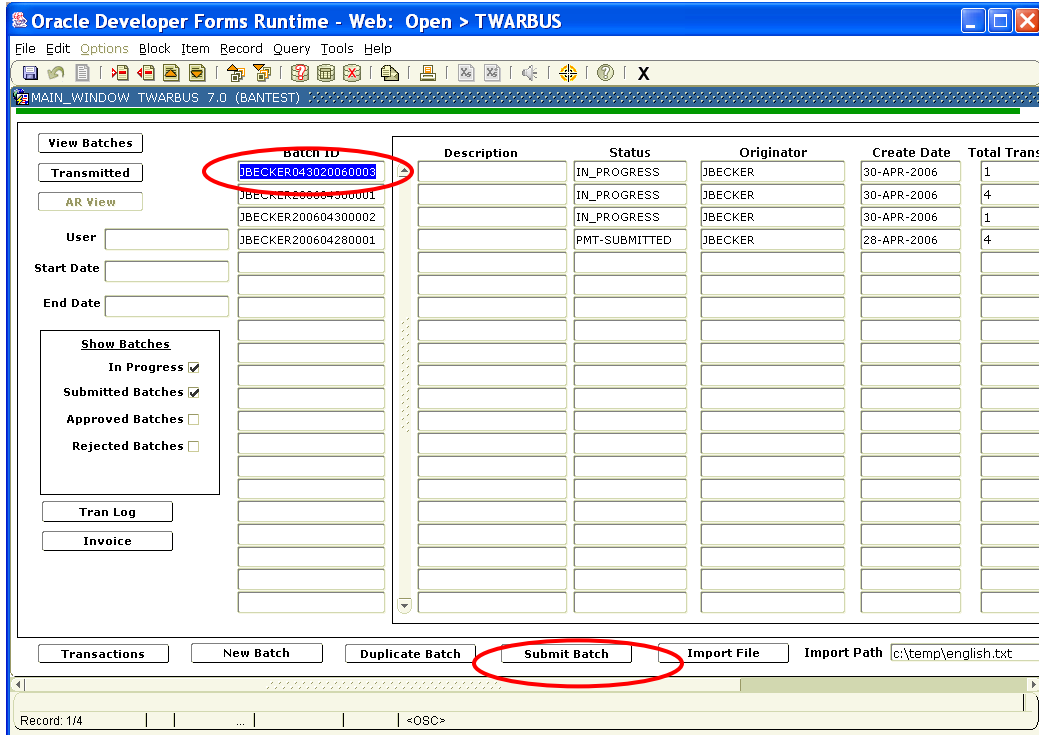 Oracle Developer Forms Runtime - Web: Open > TWARBUS
File Edit Options Block Item Record Query Tools Help
X
MAIN_WINDOW TWARBUS 7.0 (BANTEST)
View Batches
Transmitted
AR View
User
Start Date
End Date
Show Batches
In Progress
Submitted Batches
Approved Batches
Rejected Batches
Tran Log
Invoice
Batch ID Description Status Originator Create Date Total Trans
JBECKER043020060003 IN_PROGRESS JBECKER 30-APR-2006 1
JBECKER200604300001 IN_PROGRESS JBECKER 30-APR-2006 4
JBECKER200604300002 IN_PROGRESS JBECKER 30-APR-2006 1
JBECKER200604280001 PMT-SUBMITTED JBECKER 28-APR-2006 4
Transactions New Batch Duplicate Batch Submit Batch Import File Import Path c:\temp\english.txt
Record: 1/4 ... <OSC>